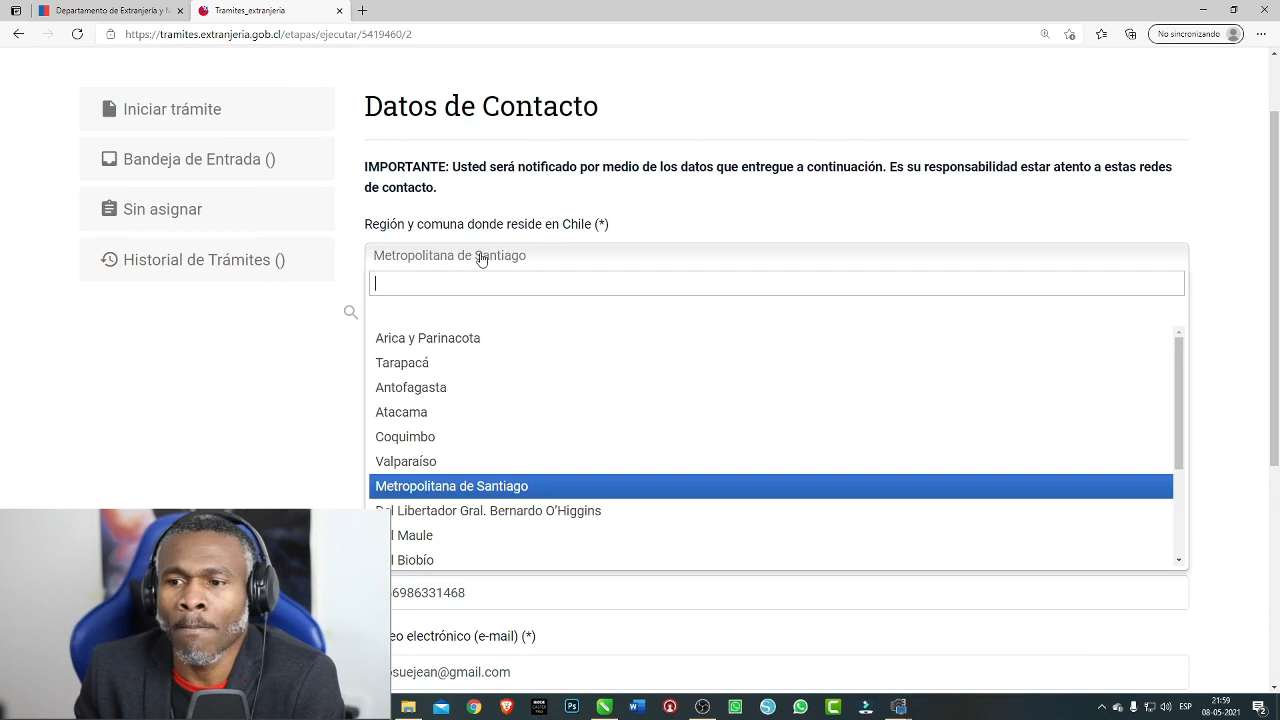 Departamento de Extranjería y M
Tramites_extranjeria
https://tramites.extranjeria.gob.cl/etapas/ejecutar/5419460/2
No sincronizando
Iniciar trámite
Bandeja de Entrada ()
Sin asignar
Historial de Trámites ()
Datos de Contacto
IMPORTANTE: Usted será notificado por medio de los datos que entregue a continuación. Es su responsabilidad estar atento a estas redes
de contacto.
Región y comuna donde reside en Chile (*)
Metropolitana de Santiago
Arica y Parinacota
Tarapacá
Antofagasta
Atacama
Coquimbo
Valparaíso
Metropolitana de Santiago
Libertador Gral. Bernardo O’Higgins
Maule
Biobío
6986331468
eo electrónico (e-mail) (*)
suejean@gmail.com
Ps
ESP
21:59
08-05-2021
2